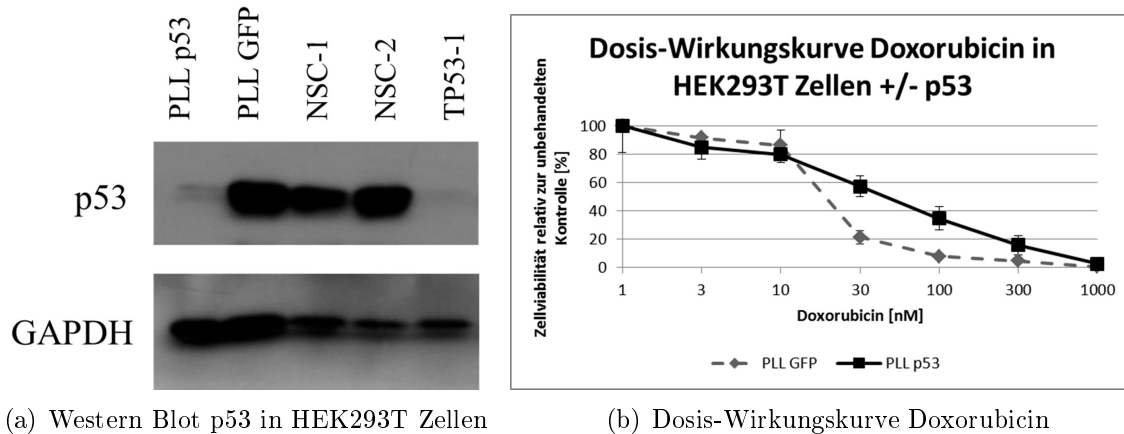 PLL p53
PLL GFP
NSC-1
NSC-2
TP53-1
p53
GAPDH
(a) Western Blot p53 in HEK293T Zellen
Dosis-Wirkungskurve Doxorubicin in
HEK293T Zellen +/- p53
Zellviabilität relativ zur unbehandelten
Kontrolle [%]
100
80
60
40
20
0
1 3 10 30 100 300 1000
Doxorubicin [nM]
PLL GFP PLL p53
(b) Dosis-Wirkungskurve Doxorubicin